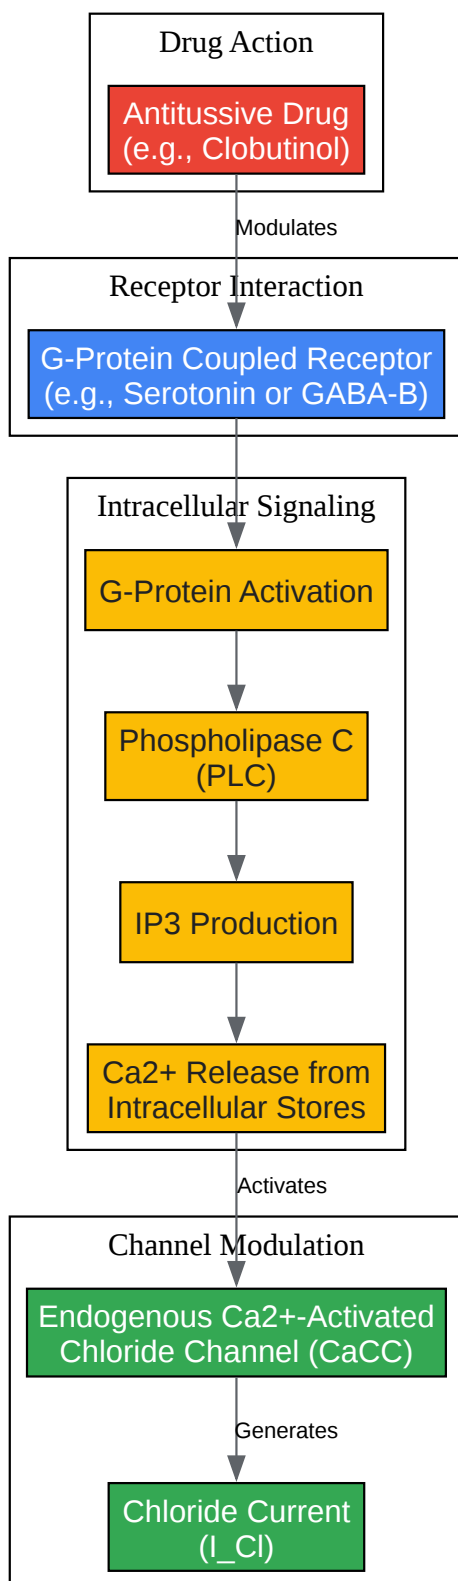 Drug Action
Antitussive Drug
(e.g., Clobutinol)
Modulates
Receptor Interaction
G-Protein Coupled Receptor
(e.g., Serotonin or GABA-B)
Intracellular Signaling
G-Protein Activation
Phospholipase C
(PLC)
IP3 Production
Ca2+ Release from
Intracellular Stores
Activates
Channel Modulation
Endogenous Ca2+-Activated
Chloride Channel (CaCC)
Generates
Chloride Current
(I_Cl)